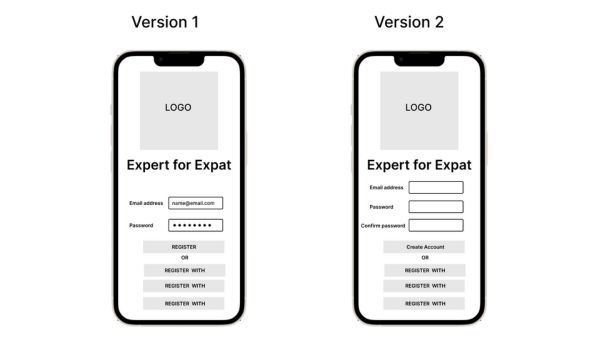 Version 1
LOGO
Expert for Expat
Email address name@email.com
Password ••••••••
REGISTER
OR
REGISTER WITH
REGISTER WITH
REGISTER WITH
Version 2
LOGO
Expert for Expat
Email address
Password
Confirm password
Create Account
OR
REGISTER WITH
REGISTER WITH
REGISTER WITH